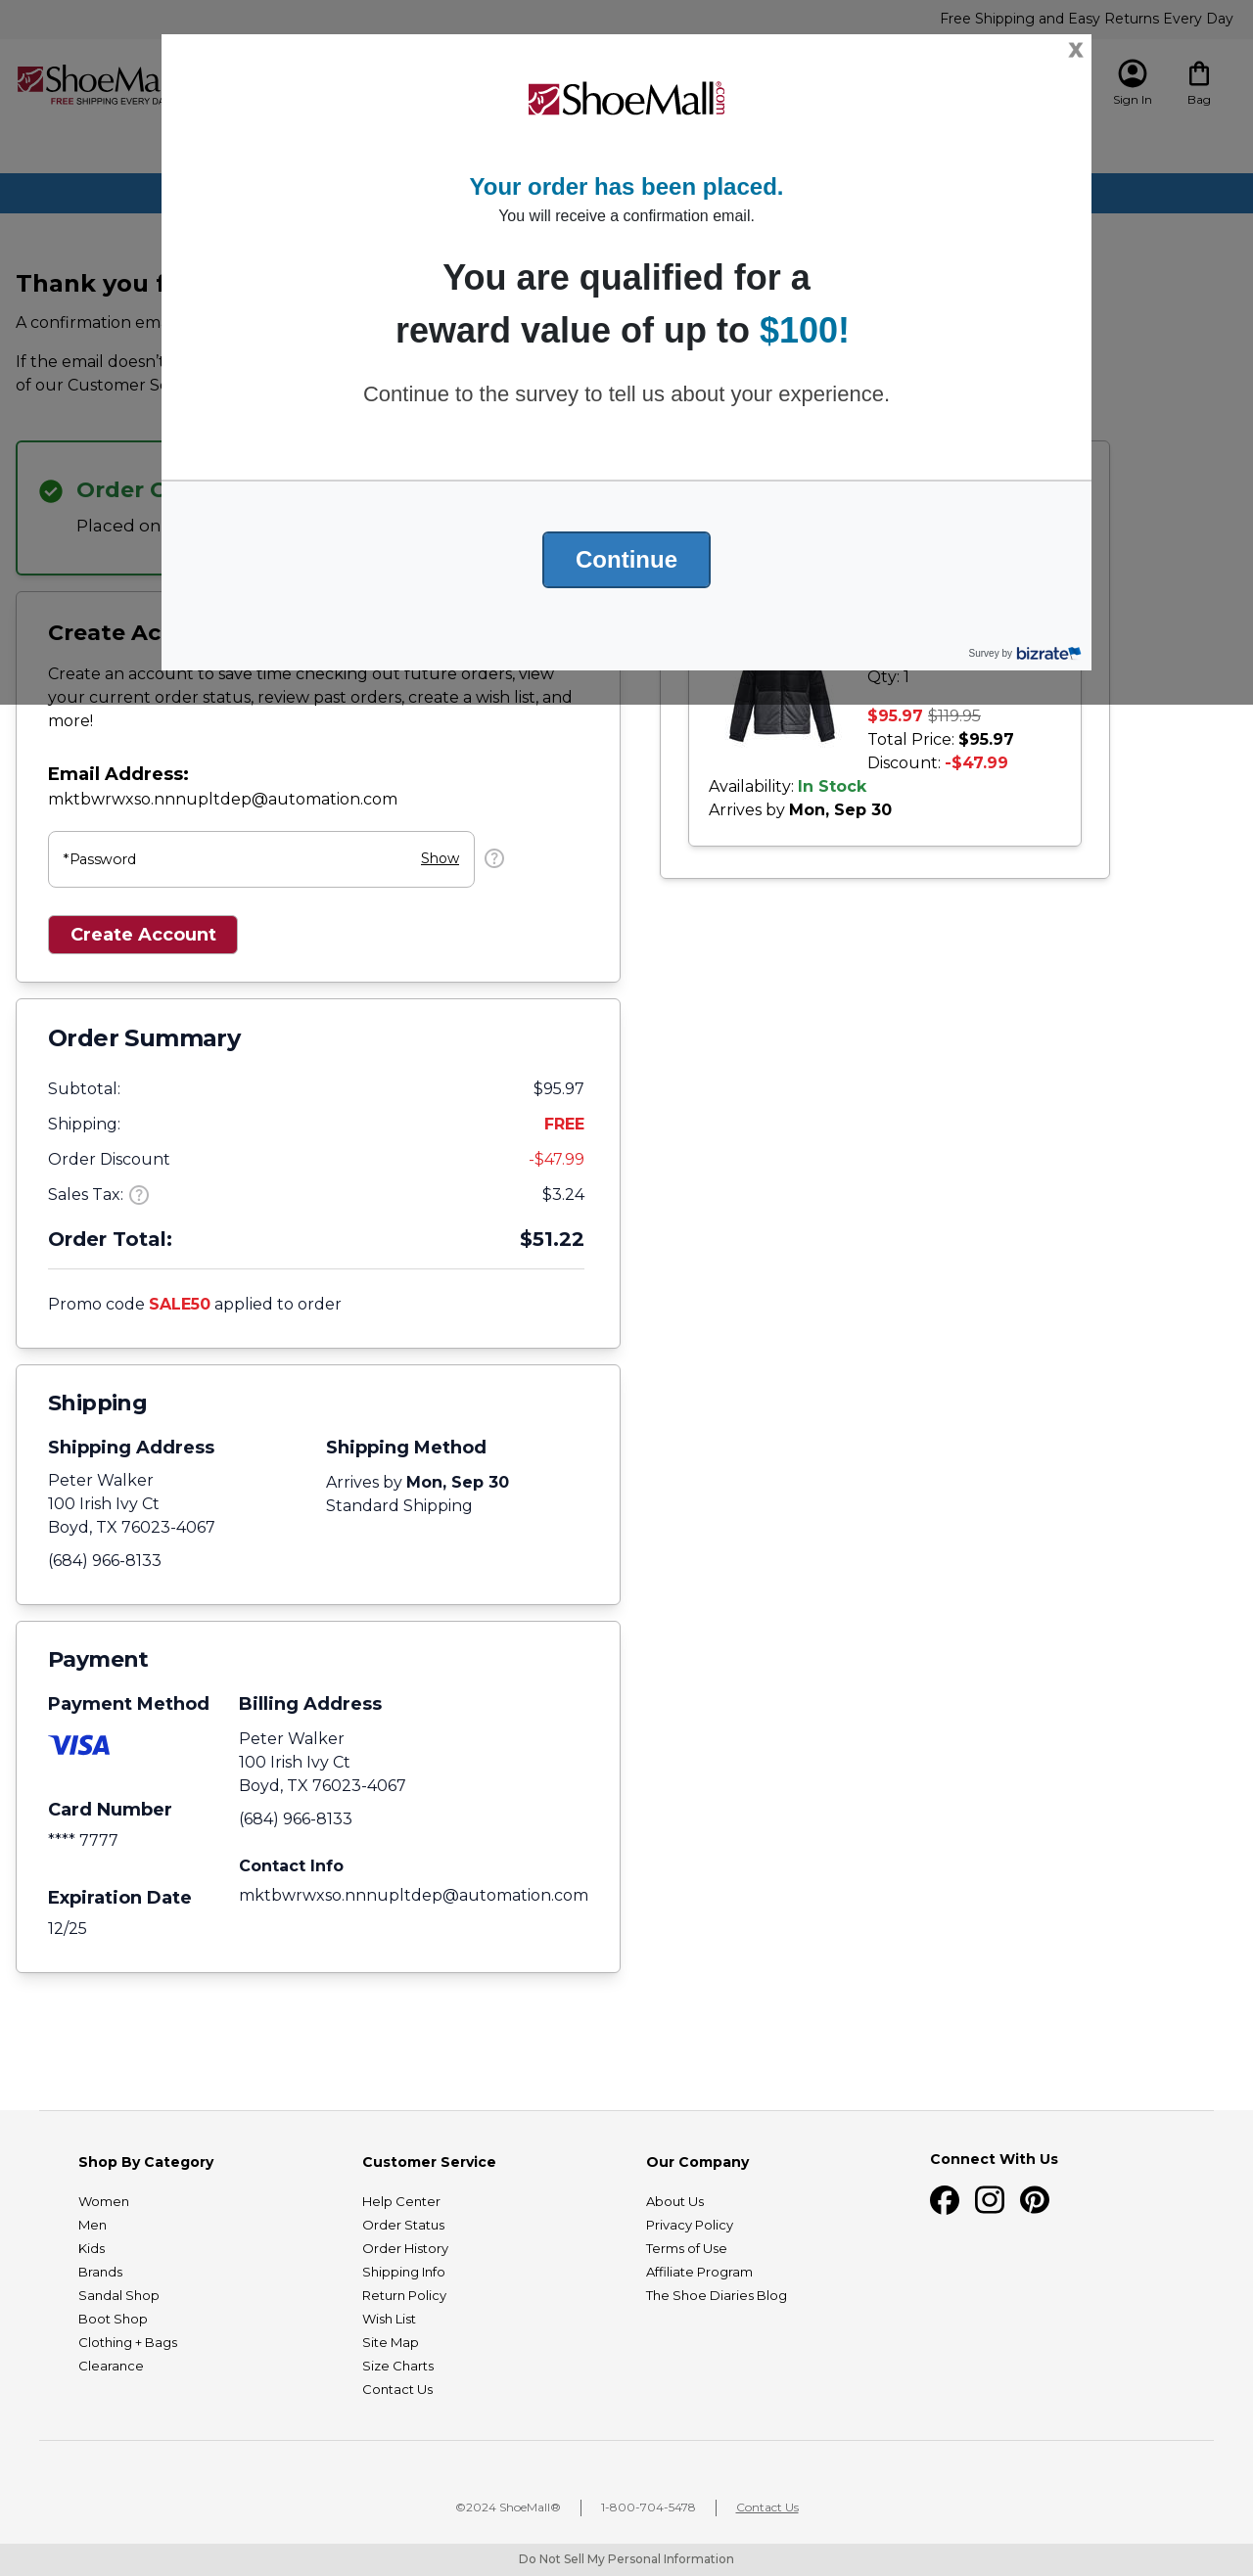 Free Shipping and Easy Returns Every Day
ShoeMa
FREE SHIPPING EVERY DA
Sign In
Bag
X
ShoeMall®.com
Your order has been placed.
You will receive a confirmation email.
You are qualified for a
reward value of up to $100!
Continue to the survey to tell us about your experience.
Continue
Survey by bizrate
Thank you f
A confirmation em
If the email doesn't
of our Customer Se
Order C
Placed on
Create Acc
Create an account to save time checking out future orders, view
your current order status, review past orders, create a wish list, and
more!
Email Address:
mktbwrwxso.nnnupltdep@automation.com
*Password
Show
?
Create Account
Qty: 1
$95.97 $119.95
Total Price: $95.97
Discount: -$47.99
Availability: In Stock
Arrives by Mon, Sep 30
Order Summary
Subtotal: $95.97
Shipping: FREE
Order Discount -$47.99
Sales Tax: ? $3.24
Order Total: $51.22
Promo code SALE50 applied to order
Shipping
Shipping Address
Peter Walker
100 Irish Ivy Ct
Boyd, TX 76023-4067
(684) 966-8133
Shipping Method
Arrives by Mon, Sep 30
Standard Shipping
Payment
Payment Method
VISA
Card Number
**** 7777
Expiration Date
12/25
Billing Address
Peter Walker
100 Irish Ivy Ct
Boyd, TX 76023-4067
(684) 966-8133
Contact Info
mktbwrwxso.nnnupltdep@automation.com
Shop By Category
Women
Men
Kids
Brands
Sandal Shop
Boot Shop
Clothing + Bags
Clearance
Customer Service
Help Center
Order Status
Order History
Shipping Info
Return Policy
Wish List
Site Map
Size Charts
Contact Us
Our Company
About Us
Privacy Policy
Terms of Use
Affiliate Program
The Shoe Diaries Blog
Connect With Us
©2024 ShoeMall®
1-800-704-5478
Contact Us
Do Not Sell My Personal Information